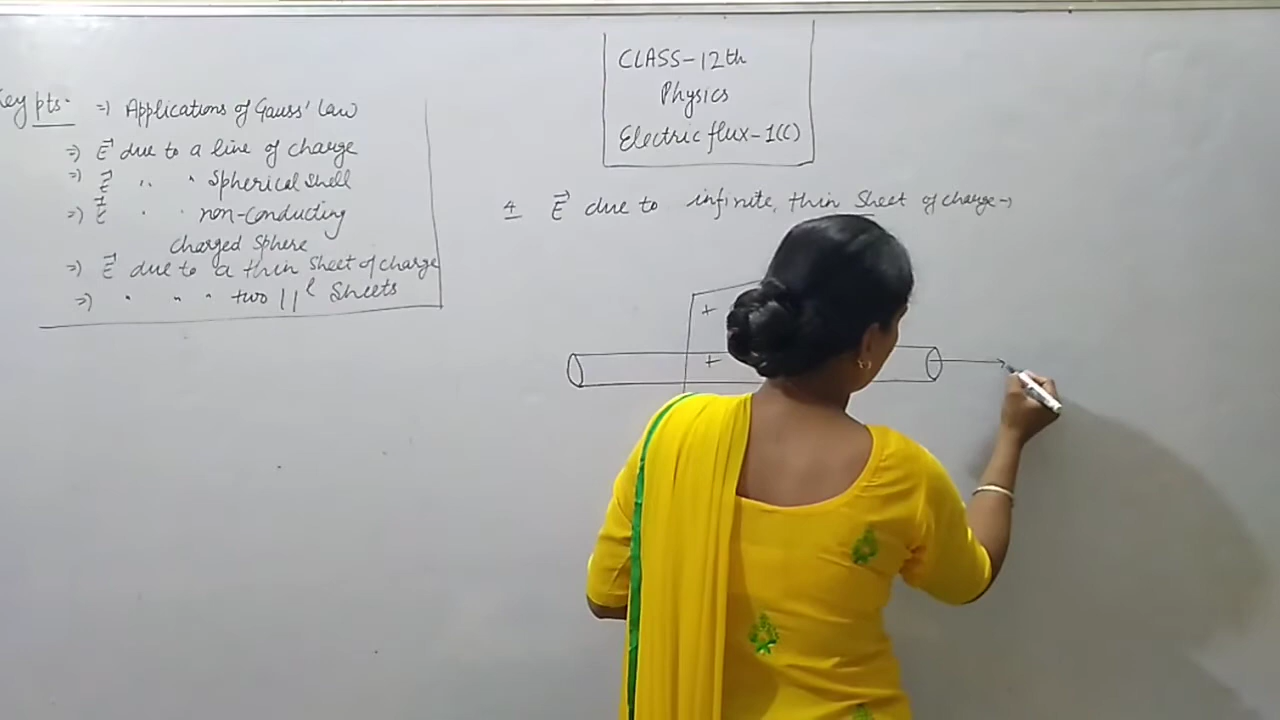 CLASS-12th
Physics
Electric flux-1(C)
Key pts. => Applications of Gauss' Law
=> E⃗ due to a line of charge
=> E⃗ " " Spherical Shell
=> E⃗ " " non-conducting
charged Sphere
=> E⃗ due to a thin Sheet of charge
=> " " " two ||l Sheets
4 E⃗ due to infinite, thin Sheet of charge→
+
+